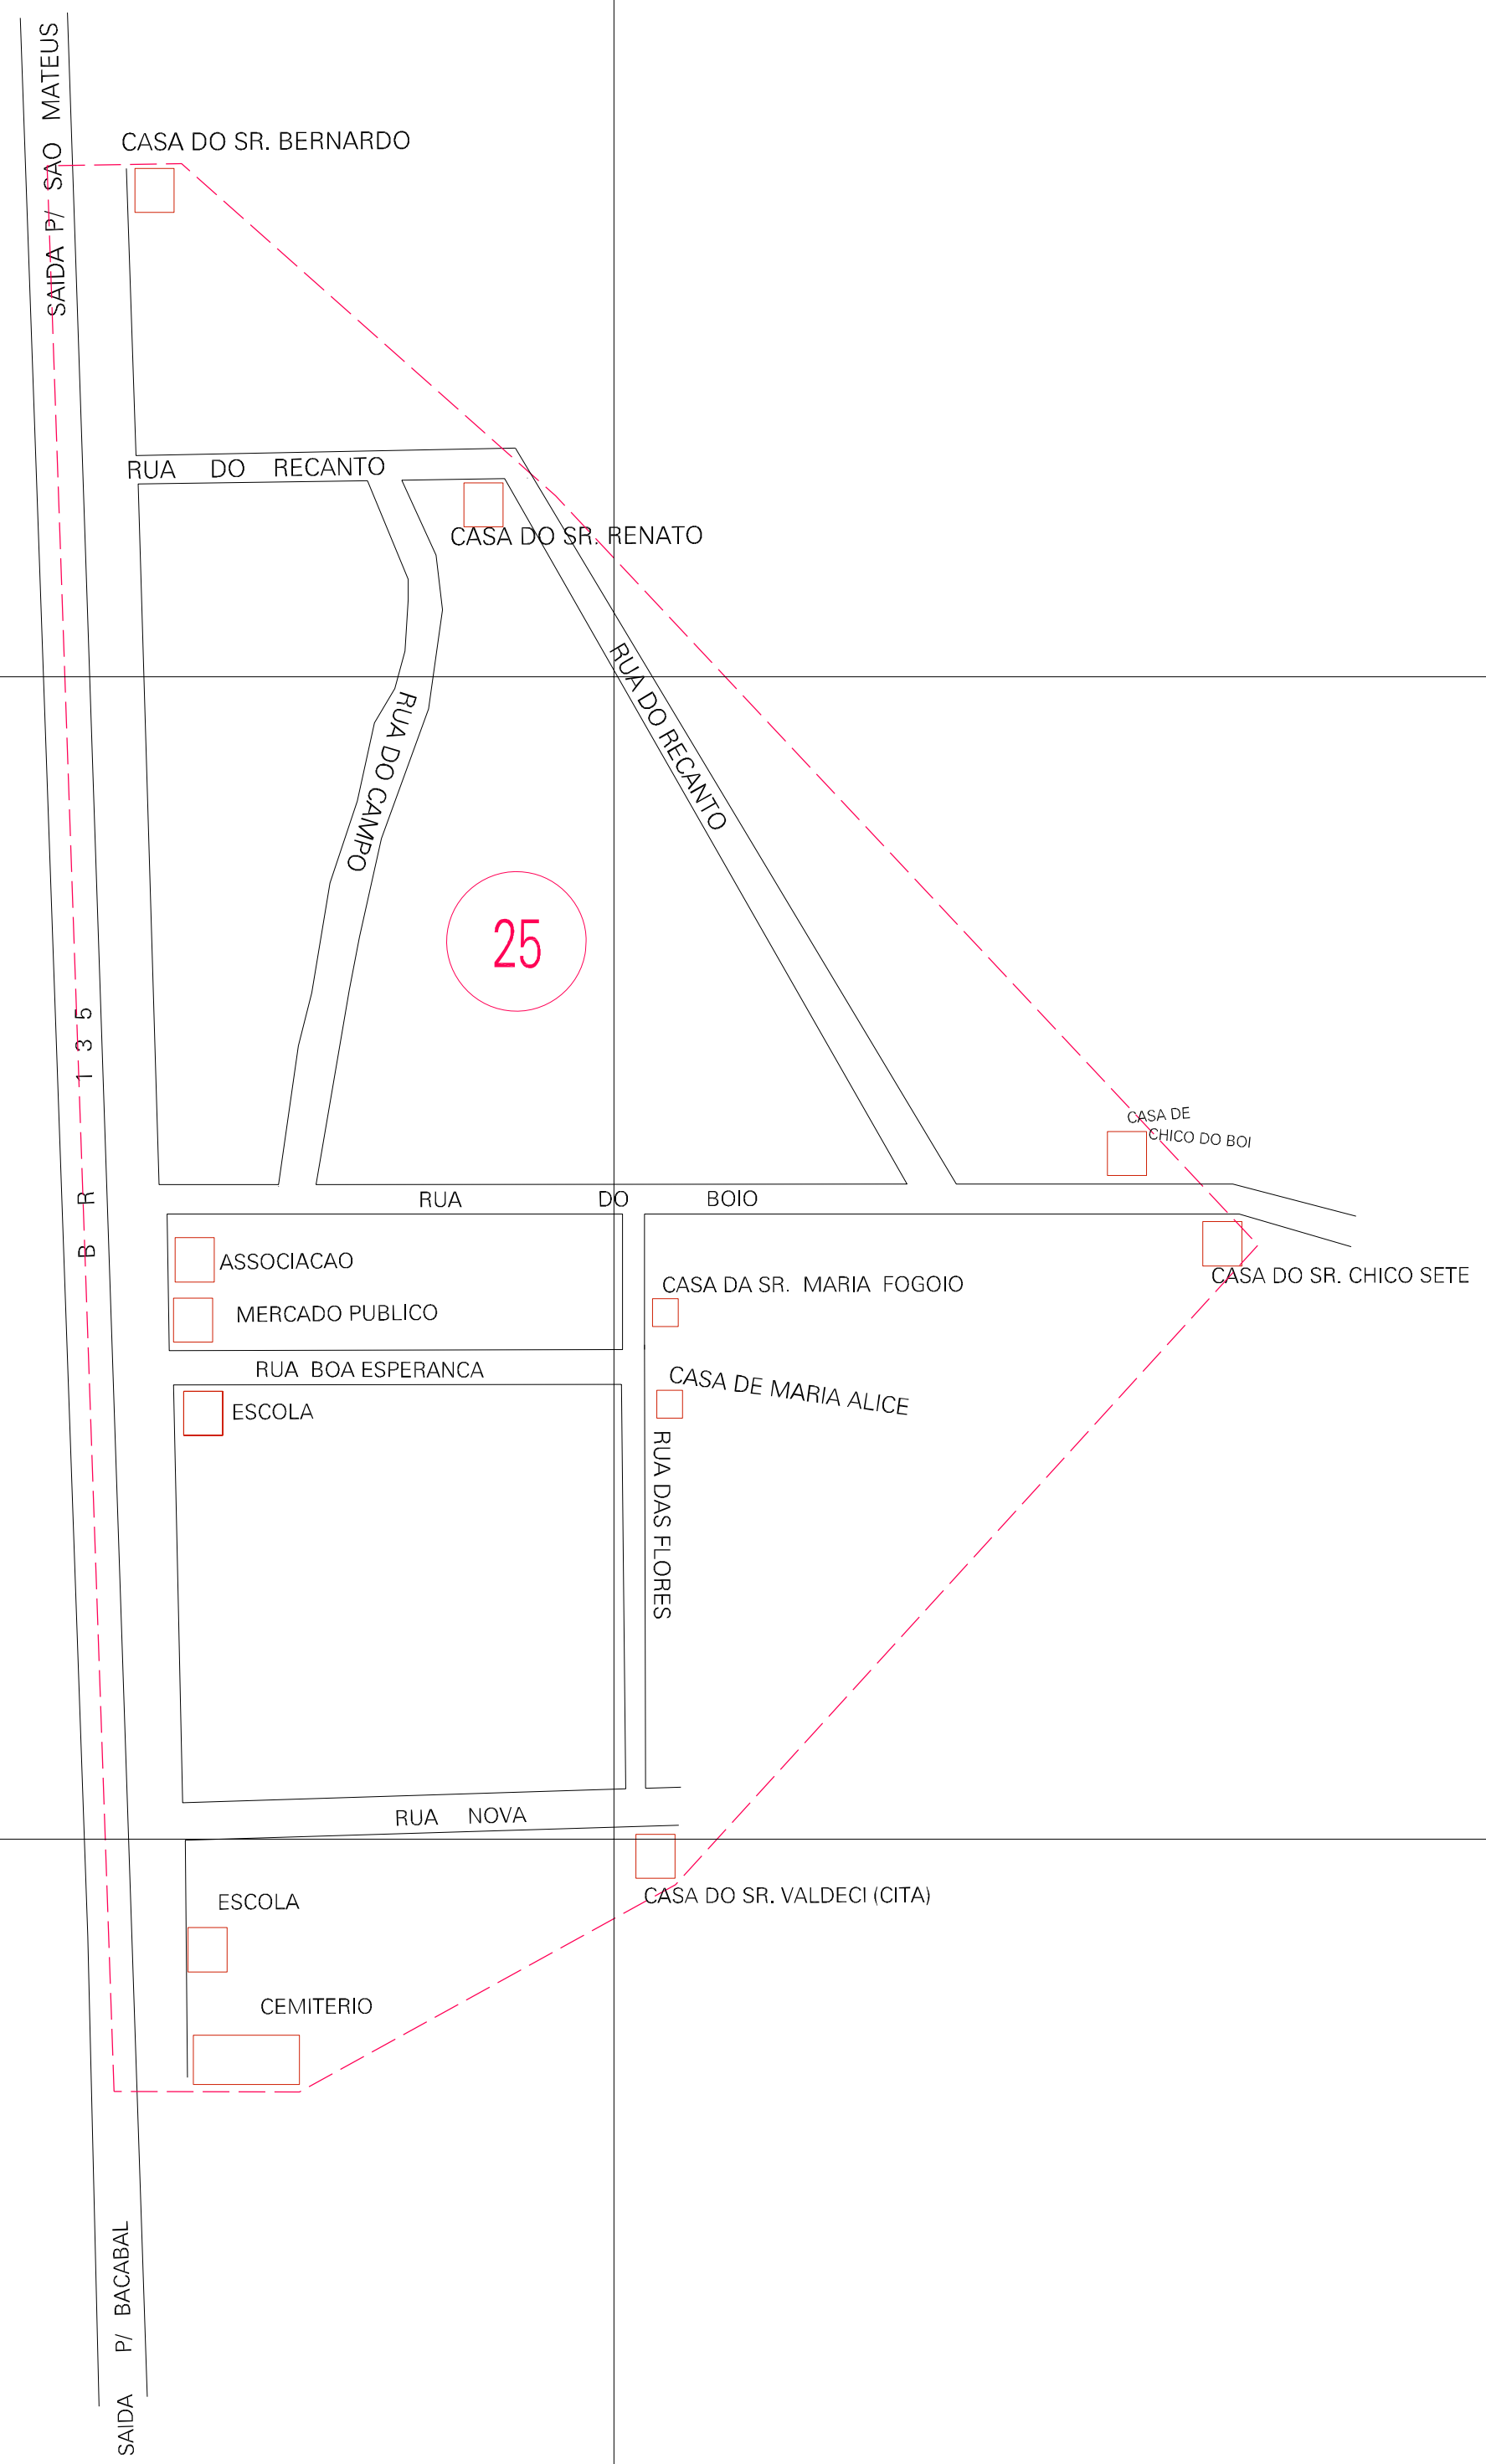 SAIDA P/ SAO MATEUS
CASA DO SR. BERNARDO
RUA DO RECANTO
CASA DO SR. RENATO
RUA DO RECANTO
RUA DO CAMPO
25
BR 135
CASA DE
CHICO DO BOI
RUA DO BOIO
ASSOCIACAO
CASA DO SR. CHICO SETE
CASA DA SR. MARIA FOGOIO
MERCADO PUBLICO
RUA BOA ESPERANCA
CASA DE MARIA ALICE
ESCOLA
RUA DAS FLORES
RUA NOVA
CASA DO SR. VALDECI (CITA)
ESCOLA
CEMITERIO
SAIDA P/ BACABAL